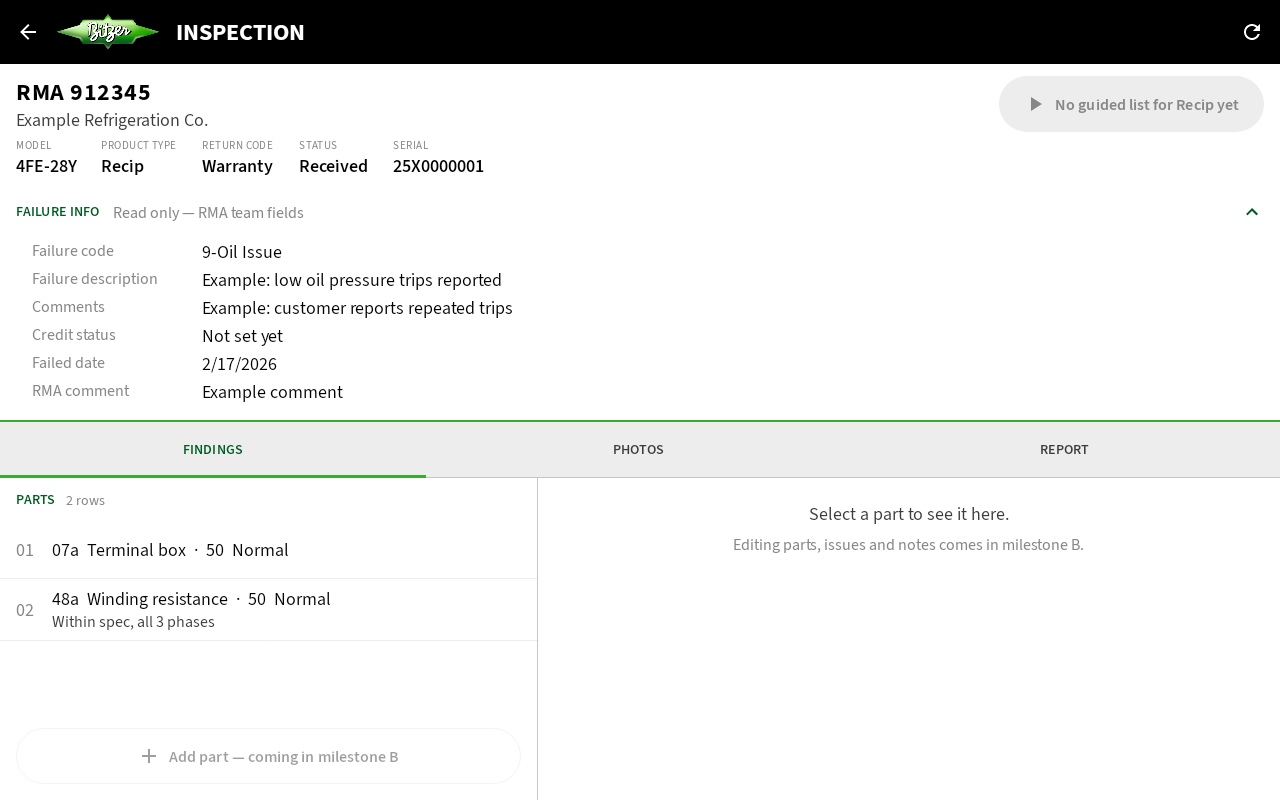 Bitzer
INSPECTION
RMA 912345
No guided list for Recip yet
Example Refrigeration Co.
MODEL PRODUCT TYPE RETURN CODE STATUS SERIAL
4FE-28Y Recip Warranty Received 25X0000001
FAILURE INFO Read only — RMA team fields
Failure code 9-Oil Issue
Failure description Example: low oil pressure trips reported
Comments Example: customer reports repeated trips
Credit status Not set yet
Failed date 2/17/2026
RMA comment Example comment
FINDINGS PHOTOS REPORT
PARTS 2 rows
01 07a Terminal box · 50 Normal
02 48a Winding resistance · 50 Normal
Within spec, all 3 phases
Add part — coming in milestone B
Select a part to see it here.
Editing parts, issues and notes comes in milestone B.